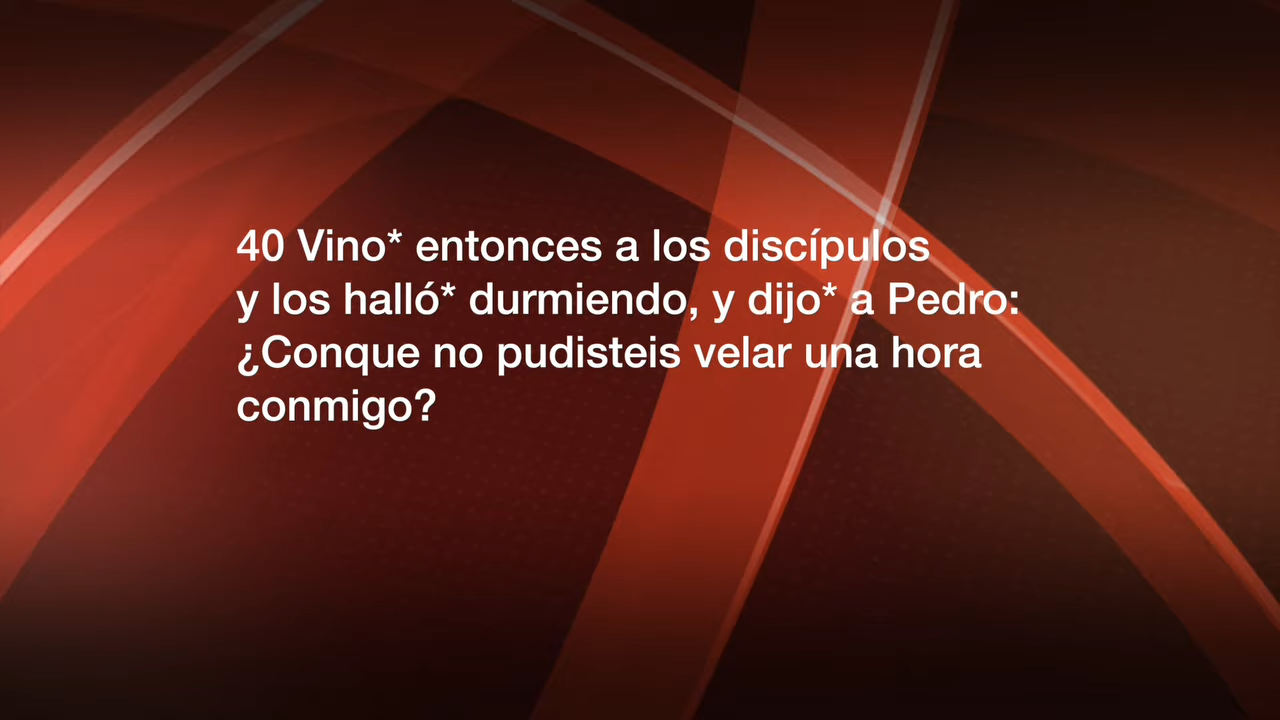 40 Vino* entonces a los discípulos
y los halló* durmiendo, y dijo* a Pedro:
¿Conque no pudisteis velar una hora
conmigo?